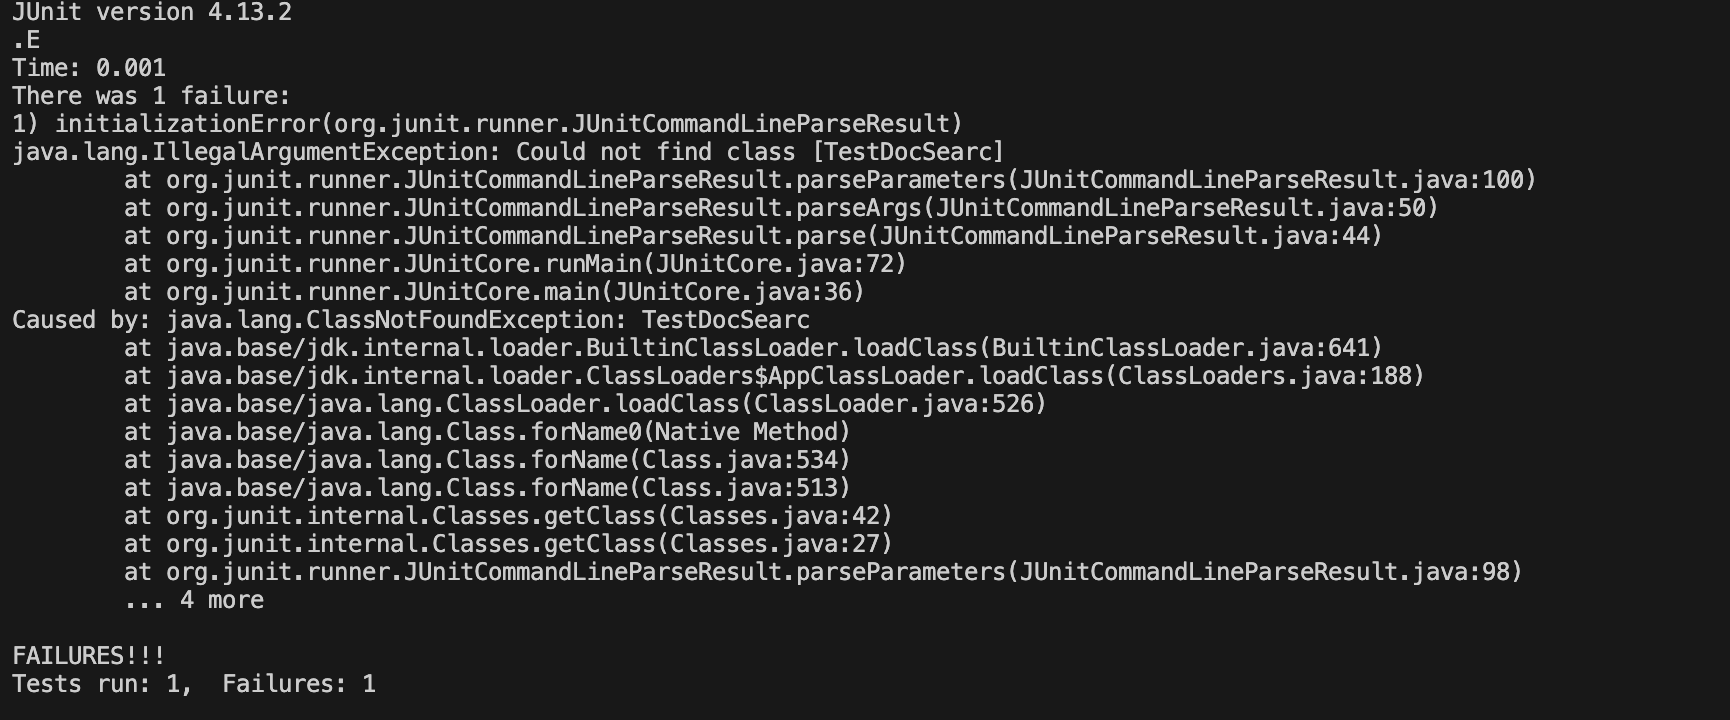 JUnit version 4.13.2
.E
Time: 0.001
There was 1 failure:
1) initializationError(org.junit.runner.JUnitCommandLineParseResult)
java.lang.IllegalArgumentException: Could not find class [TestDocSearc]
        at org.junit.runner.JUnitCommandLineParseResult.parseParameters(JUnitCommandLineParseResult.java:100)
        at org.junit.runner.JUnitCommandLineParseResult.parseArgs(JUnitCommandLineParseResult.java:50)
        at org.junit.runner.JUnitCommandLineParseResult.parse(JUnitCommandLineParseResult.java:44)
        at org.junit.runner.JUnitCore.runMain(JUnitCore.java:72)
        at org.junit.runner.JUnitCore.main(JUnitCore.java:36)
Caused by: java.lang.ClassNotFoundException: TestDocSearc
        at java.base/jdk.internal.loader.BuiltinClassLoader.loadClass(BuiltinClassLoader.java:641)
        at java.base/jdk.internal.loader.ClassLoaders$AppClassLoader.loadClass(ClassLoaders.java:188)
        at java.base/java.lang.ClassLoader.loadClass(ClassLoader.java:526)
        at java.base/java.lang.Class.forName0(Native Method)
        at java.base/java.lang.Class.forName(Class.java:534)
        at java.base/java.lang.Class.forName(Class.java:513)
        at org.junit.internal.Classes.getClass(Classes.java:42)
        at org.junit.internal.Classes.getClass(Classes.java:27)
        at org.junit.runner.JUnitCommandLineParseResult.parseParameters(JUnitCommandLineParseResult.java:98)
        ... 4 more
FAILURES!!!
Tests run: 1,  Failures: 1